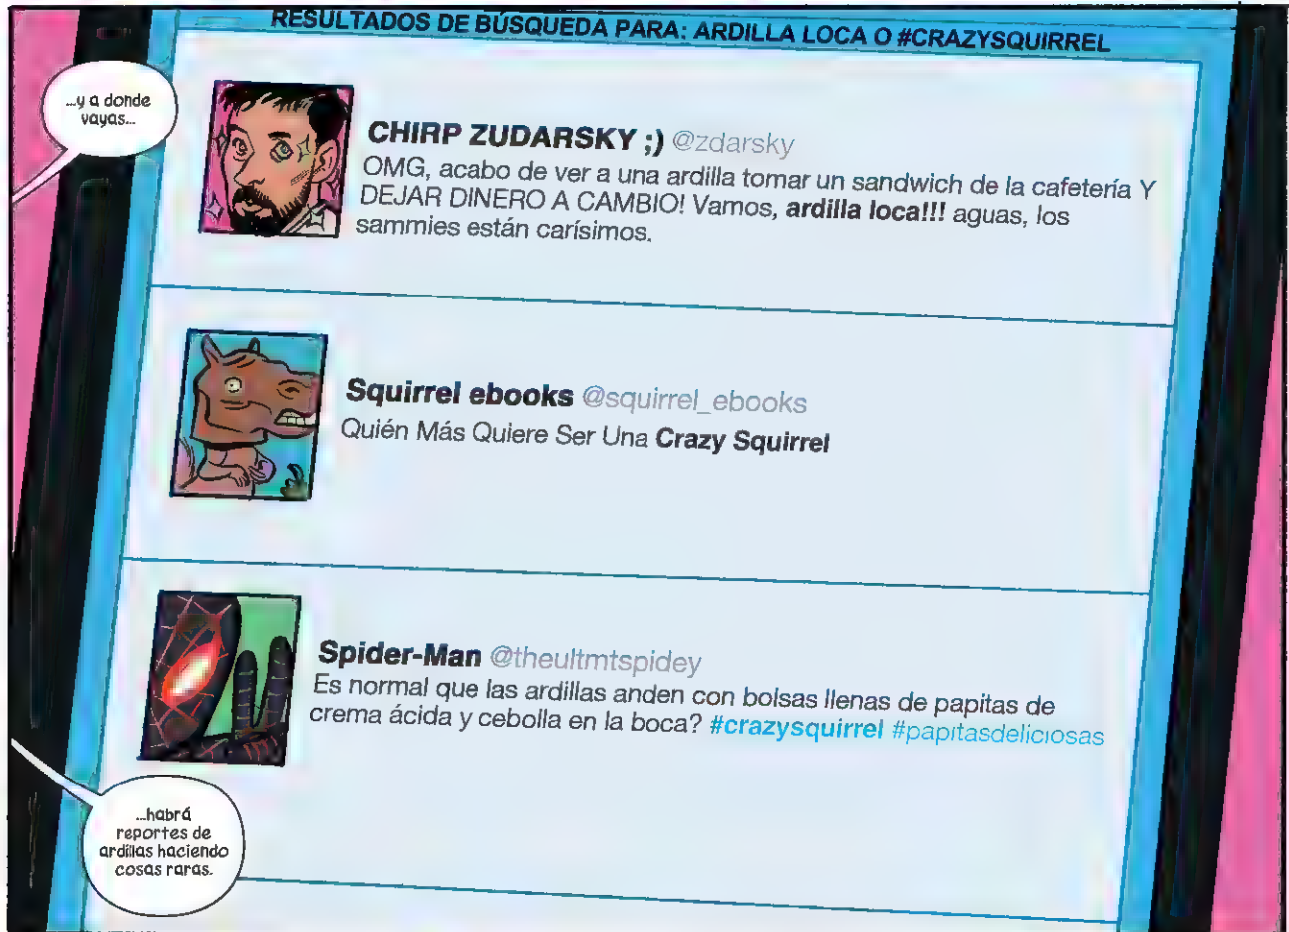 RESULTADOS DE BÚSQUEDA PARA: ARDILLA LOCA O #CRAZYSQUIRREL
...y a donde
vayas...
CHIRP ZUDARSKY ;) @zdarsky
OMG, acabo de ver a una ardilla tomar un sandwich de la cafetería Y
DEJAR DINERO A CAMBIO! Vamos, ardilla loca!!! aguas, los
sammies están carísimos.
Squirrel ebooks @squirrel_ebooks
Quién Más Quiere Ser Una Crazy Squirrel
Spider-Man @theultmtspidey
Es normal que las ardillas anden con bolsas llenas de papitas de
crema ácida y cebolla en la boca? #crazysquirrel #papitasdeliciosas
...habrá
reportes de
ardillas haciendo
cosas raras.